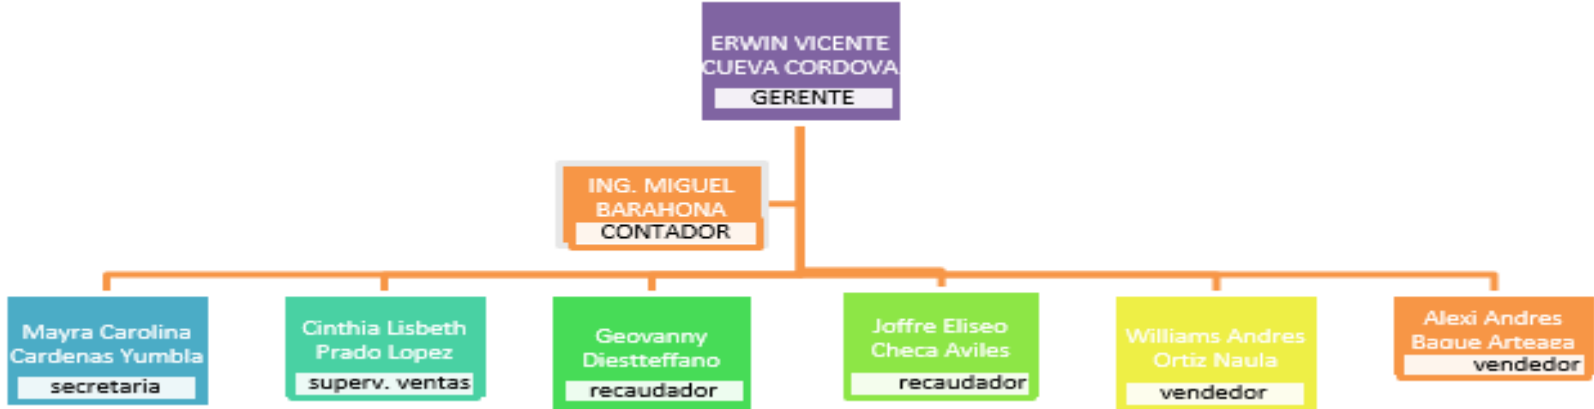 ERWIN VICENTE
CUEVA CORDOVA
GERENTE
ING. MIGUEL
BARAHONA
CONTADOR
Mayra Carolina
Cardenas Yumbla
secretaria
Cinthia Lisbeth
Prado Lopez
superv. ventas
Geovanny
Diestteffano
recaudador
Joffre Eliseo
Checa Aviles
recaudador
Williams Andres
Ortiz Naula
vendedor
Alexi Andres
Baque Arteaga
vendedor